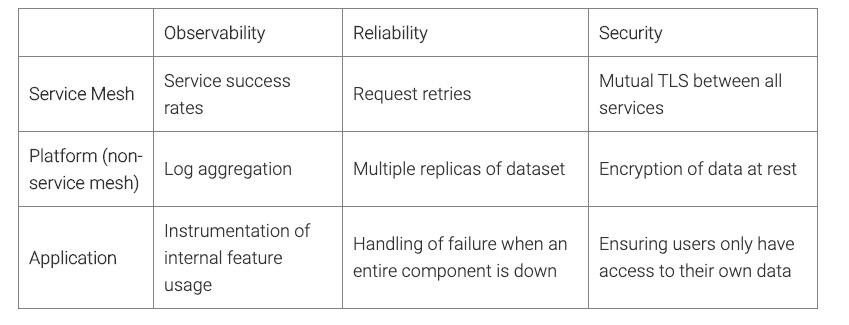 Observability
Reliability
Security
Service Mesh
Service success
rates
Request retries
Mutual TLS between all
services
Platform (non-
service mesh)
Log aggregation
Multiple replicas of dataset
Encryption of data at rest
Application
Instrumentation of
internal feature
usage
Handling of failure when an
entire component is down
Ensuring users only have
access to their own data